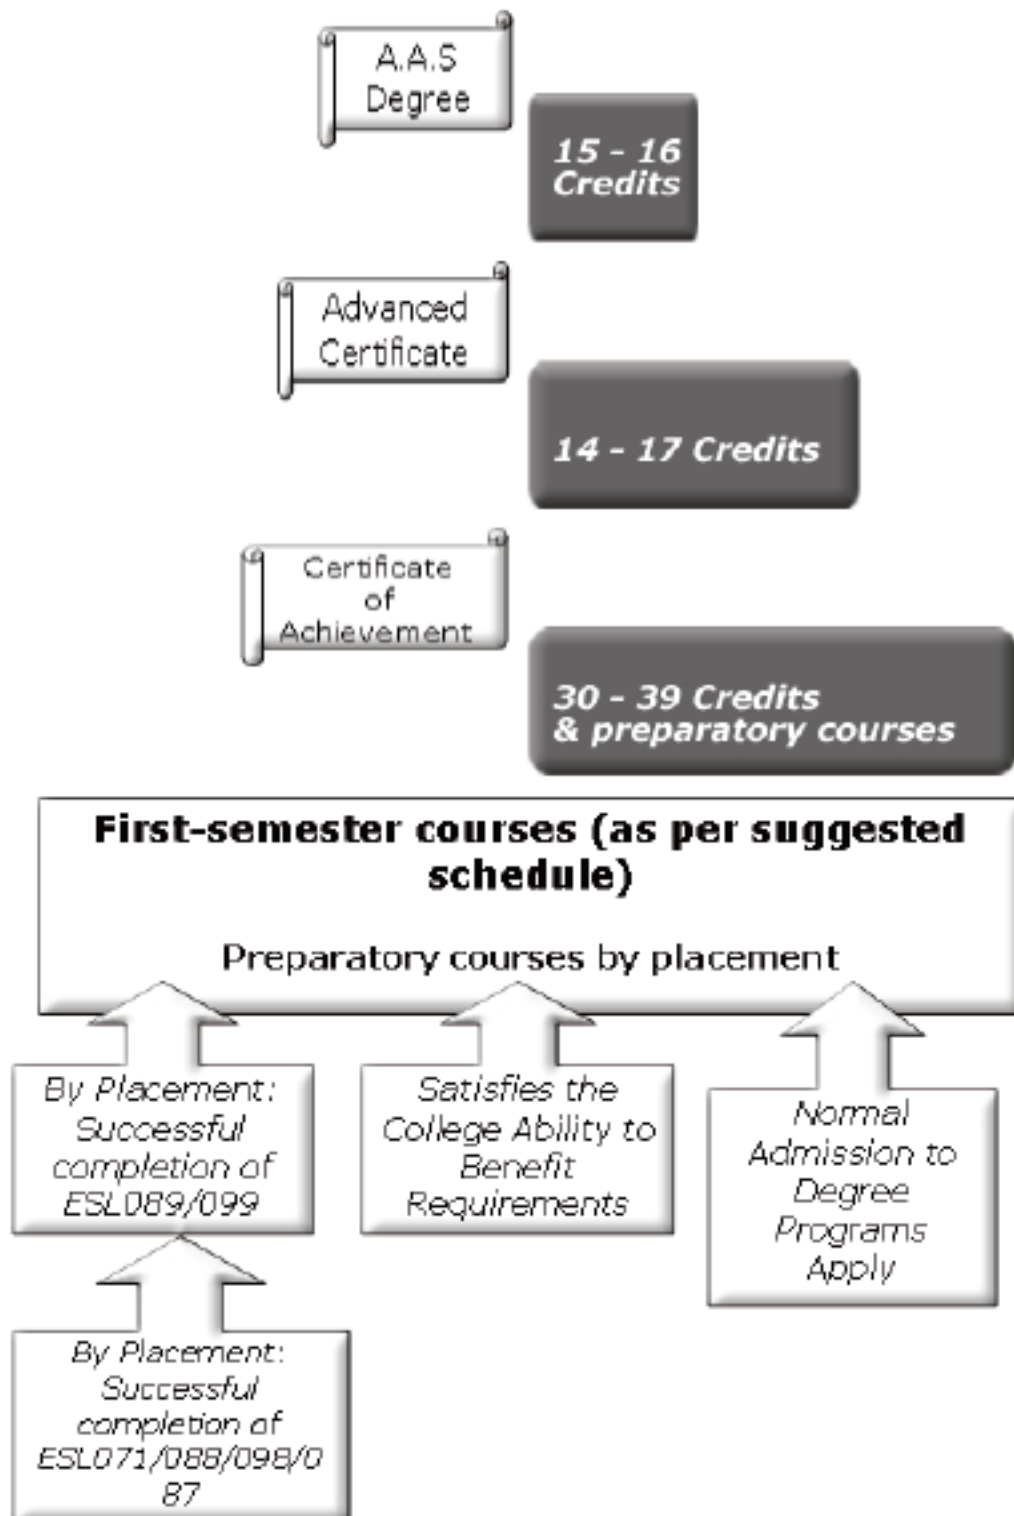 A.A.S
Degree
15 - 16
Credits
Advanced
Certificate
14 - 17 Credits
Certificate
of
Achievement
30 - 39 Credits
& preparatory courses
First-semester courses (as per suggested
schedule)
Preparatory courses by placement
By Placement:
Successful
completion of
ESL089/099
Satisfies the
College Ability to
Benefit
Requirements
Normal
Admission to
Degree
Programs
Apply
By Placement:
Successful
completion of
ESL071/088/098/0
87